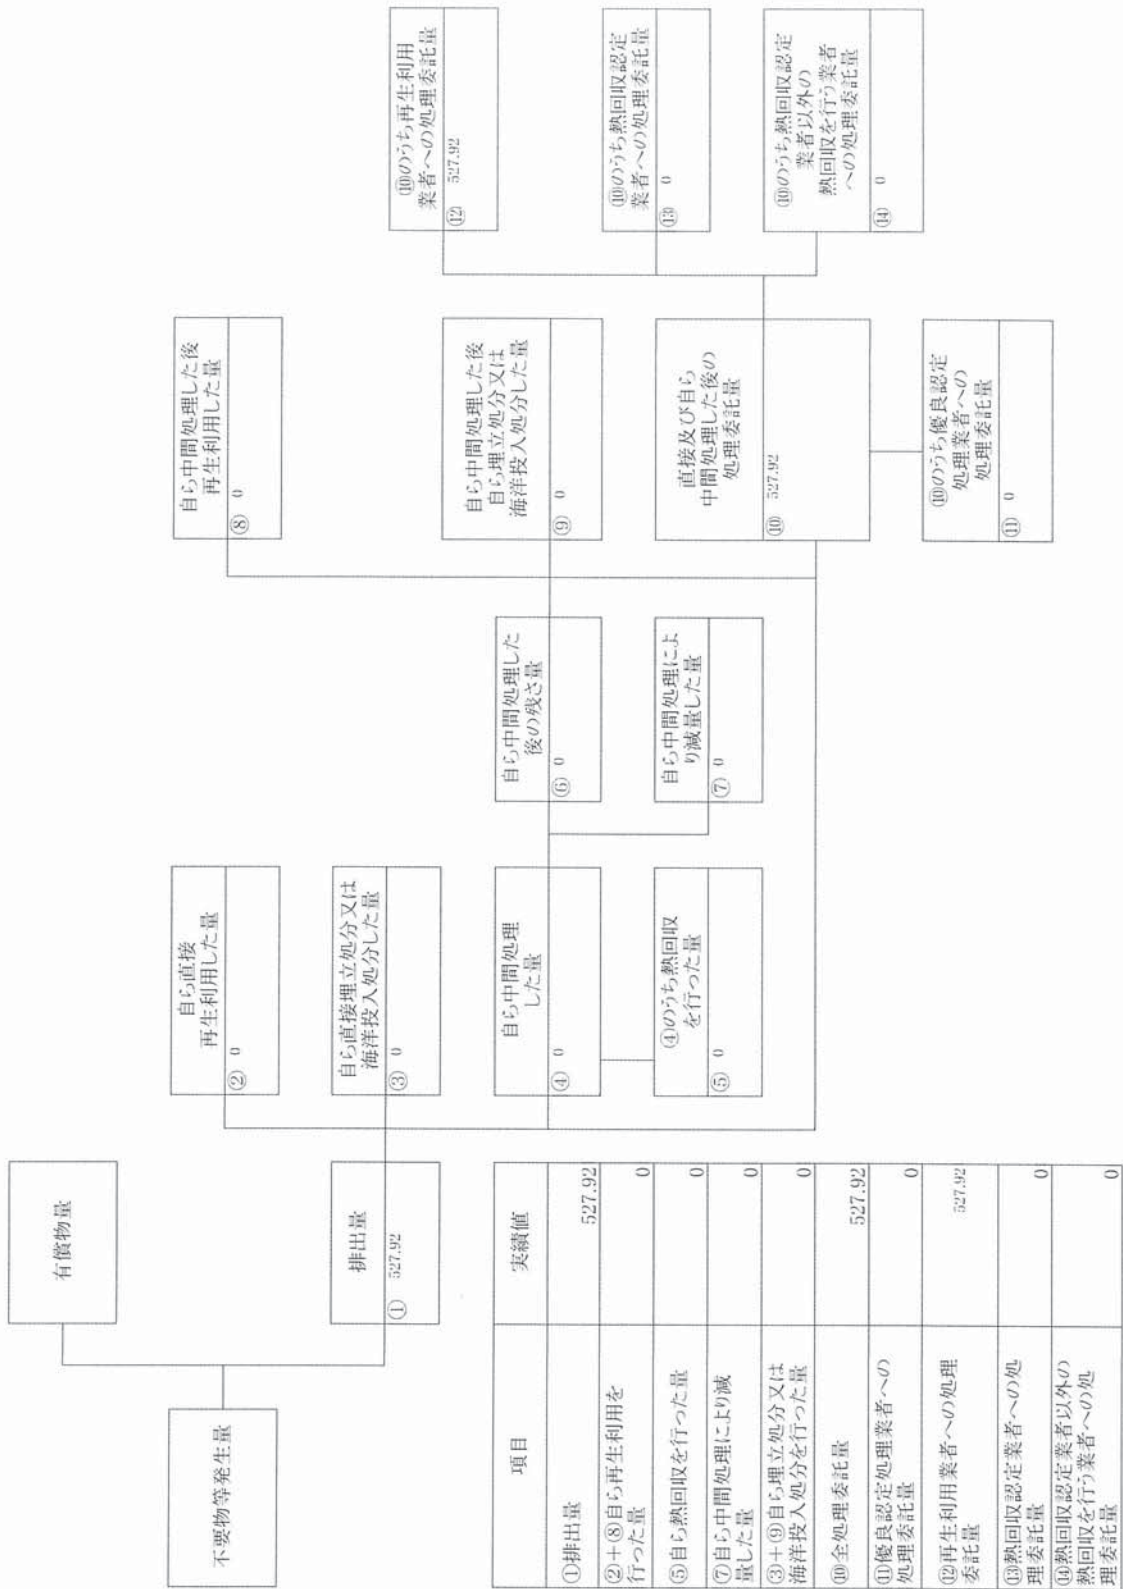 不要物等発生量
有償物量
排出量
① 527.92
自ら直接
再生利用した量
② 0
自ら直接埋立処分又は
海洋投入処分した量
③ 0
自ら中間処理
した量
④ 0
④のうち熱回収
を行った量
⑤ 0
自ら中間処理した
後の残さ量
⑥ 0
自ら中間処理によ
り減量した量
⑦ 0
自ら中間処理した後
再生利用した量
⑧ 0
自ら中間処理した後
自ら埋立処分又は
海洋投入処分した量
⑨ 0
直接及び自ら
中間処理した後の
処理委託量
⑩ 527.92
⑩のうち優良認定
処理業者への
処理委託量
⑪ 0
⑩のうち再生利用
業者への処理委託量
⑫ 527.92
⑩のうち熱回収認定
業者への処理委託量
⑬ 0
⑩のうち熱回収認定
業者以外の
熱回収を行う業者
への処理委託量
⑭ 0
項目 実績値
①排出量 527.92
②+⑧自ら再生利用を
行った量 0
⑤自ら熱回収を行った量 0
⑦自ら中間処理により減
量した量 0
③+⑨自ら埋立処分又は
海洋投入処分を行った量 0
⑩全処理委託量 527.92
⑪優良認定処理業者への
処理委託量 0
⑫再生利用業者への処理
委託量 527.92
⑬熱回収認定業者への処
理委託量 0
⑭熱回収認定業者以外の
熱回収を行う業者への処
理委託量 0